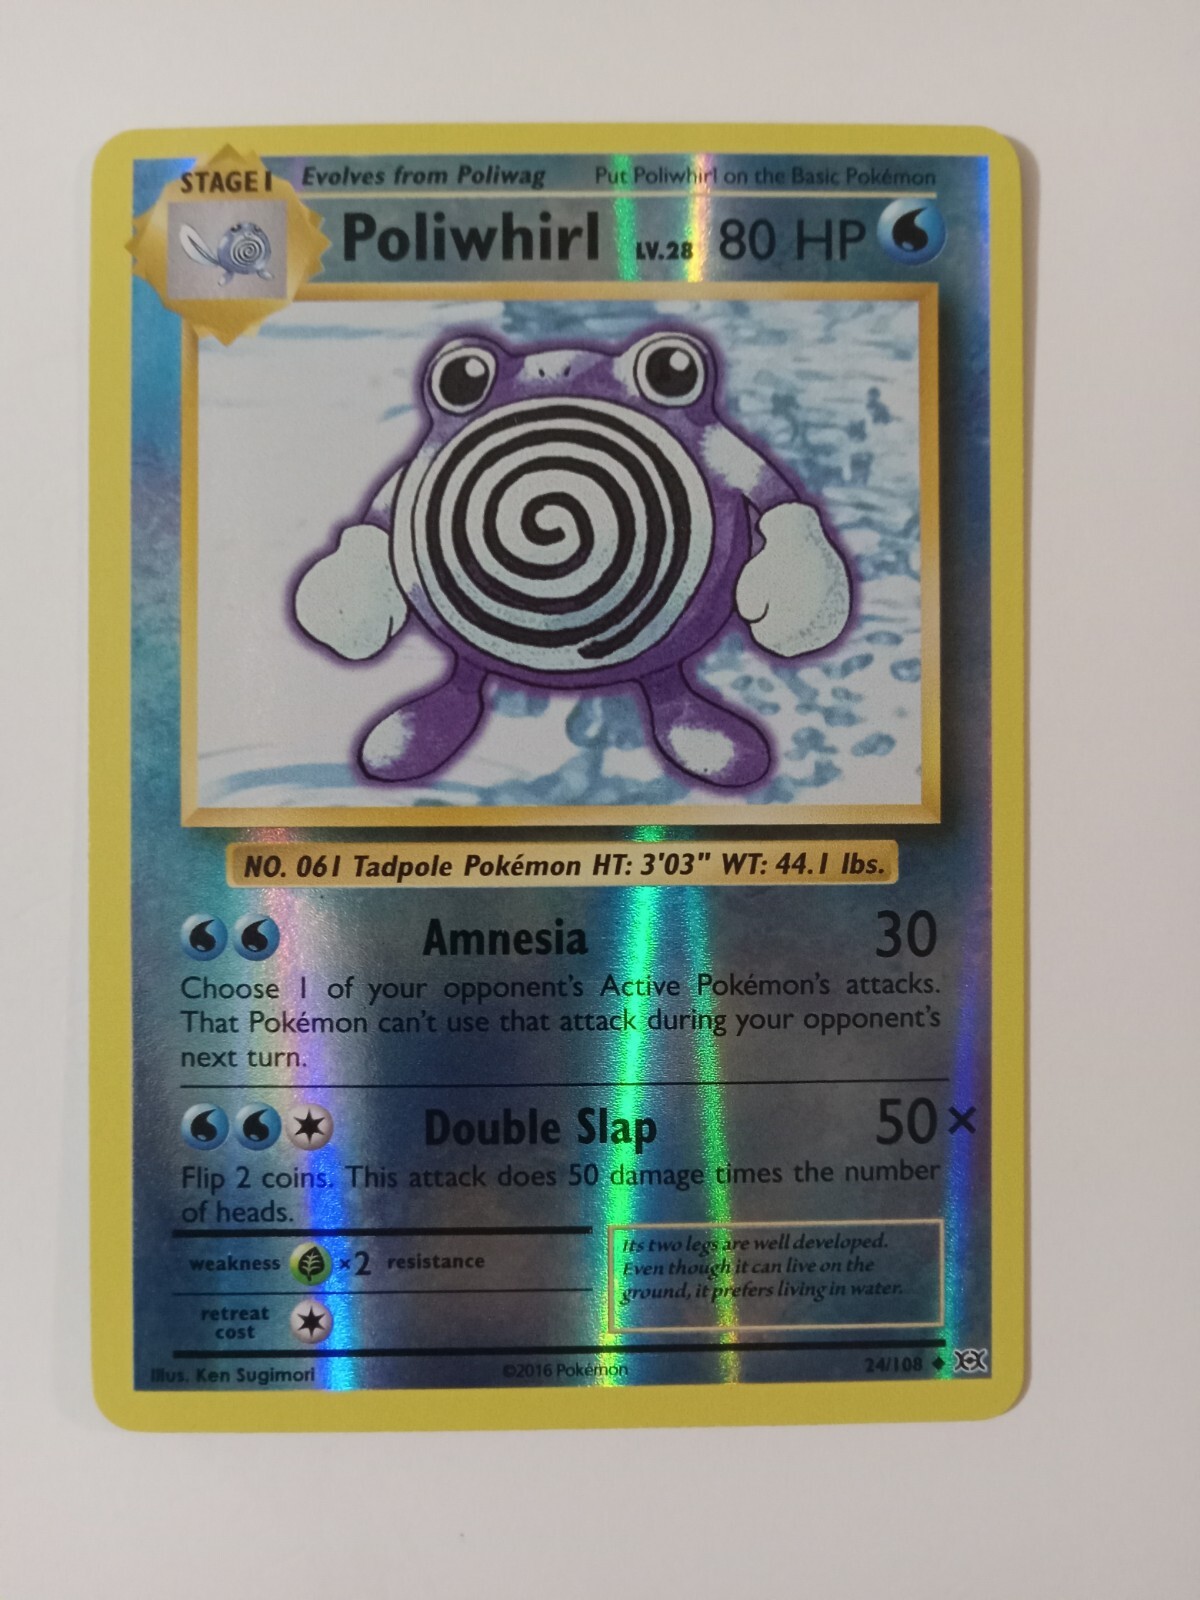 STAGE 1 Evolves from Poliwag Put Poliwhirl on the Basic Pokémon
Poliwhirl LV.28 80 HP
NO. 061 Tadpole Pokémon HT: 3'03" WT: 44.1 lbs.
Amnesia 30
Choose 1 of your opponent's Active Pokémon's attacks.
That Pokémon can't use that attack during your opponent's
next turn.
Double Slap 50×
Flip 2 coins. This attack does 50 damage times the number
of heads.
weakness ×2 resistance
retreat
cost
Its two legs are well developed.
Even though it can live on the
ground, it prefers living in water.
Illus. Ken Sugimori ©2016 Pokémon 24/108